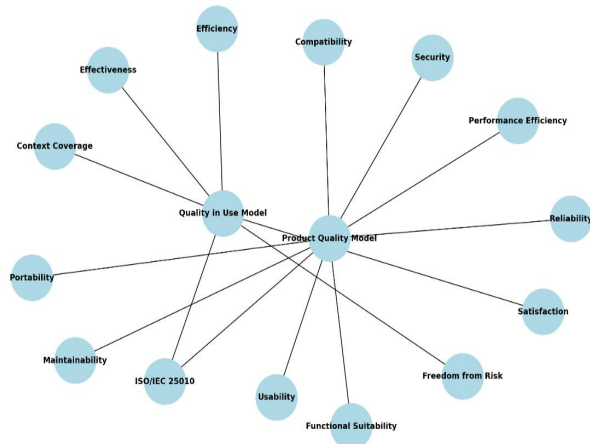 Efficiency
Compatibility
Security
Effectiveness
Performance Efficiency
Context Coverage
Quality in Use Model
Reliability
Product Quality Model
Portability
Satisfaction
Maintainability
Freedom from Risk
ISO/IEC 25010
Usability
Functional Suitability